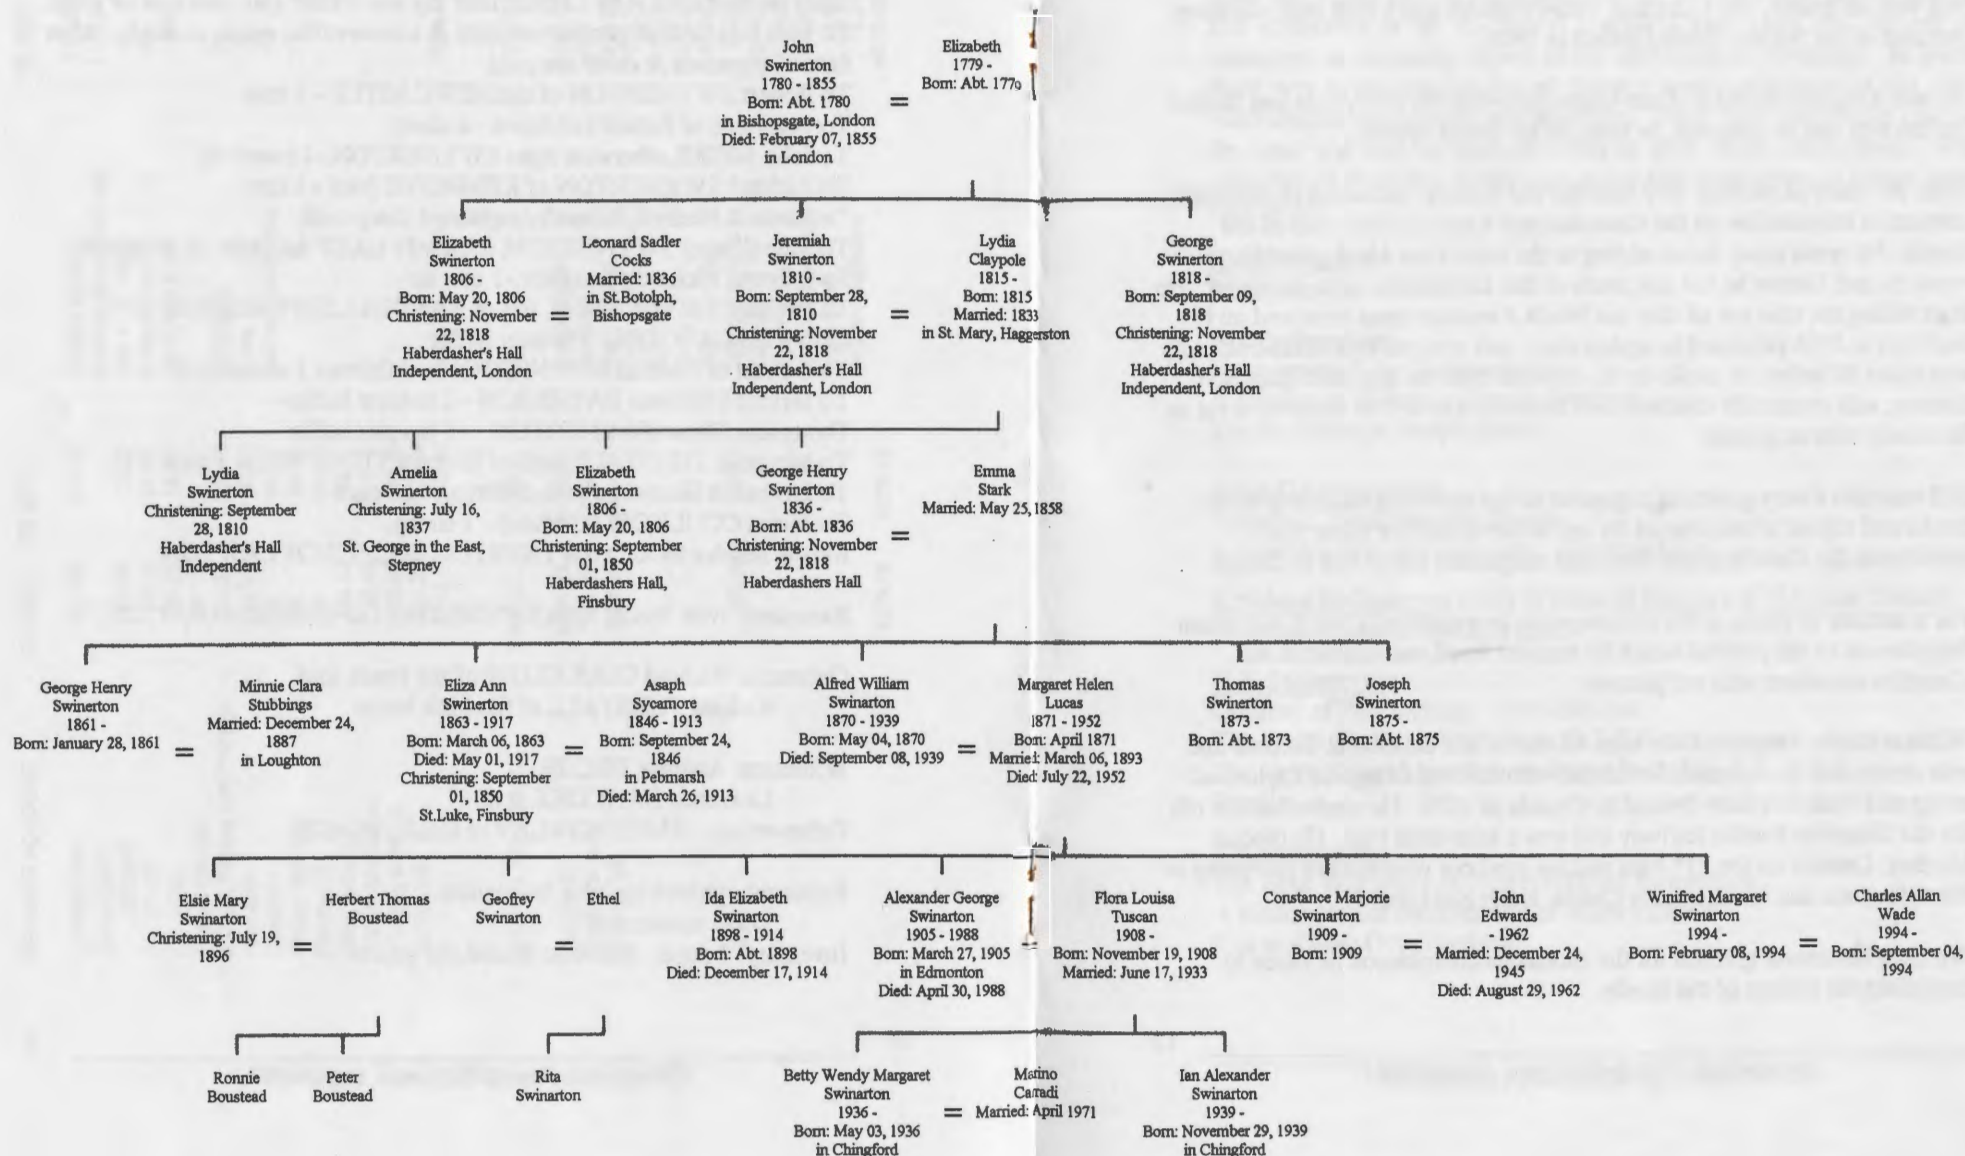 John
Swinerton
1780 - 1855
Born: Abt. 1780
in Bishopsgate, London
Died: February 07, 1855
in London
=
Elizabeth
1779 -
Born: Abt. 1779
Elizabeth
Swinerton
1806 -
Born: May 20, 1806
Christening: November
22, 1818
Haberdasher's Hall
Independent, London
=
Leonard Sadler
Cocks
Married: 1836
in St.Botolph,
Bishopsgate
Jeremiah
Swinerton
1810 -
Born: September 28,
1810
Christening: November
22, 1818
Haberdasher's Hall
Independent, London
=
Lydia
Claypole
1815 -
Born: 1815
Married: 1833
in St. Mary, Haggerston
George
Swinerton
1818 -
Born: September 09,
1818
Christening: November
22, 1818
Haberdasher's Hall
Independent, London
Lydia
Swinerton
Christening: September
28, 1810
Haberdasher's Hall
Independent
Amelia
Swinerton
Christening: July 16,
1837
St. George in the East,
Stepney
Elizabeth
Swinerton
1806 -
Born: May 20, 1806
Christening: September
01, 1850
Haberdashers Hall,
Finsbury
George Henry
Swinerton
1836 -
Born: Abt. 1836
Christening: November
22, 1818
Haberdashers Hall
=
Emma
Stark
Married: May 25, 1858
George Henry
Swinerton
1861 -
Born: January 28, 1861
=
Minnie Clara
Stubbings
Married: December 24,
1887
in Loughton
Eliza Ann
Swinerton
1863 - 1917
Born: March 06, 1863
Died: May 01, 1917
Christening: September
01, 1850
St.Luke, Finsbury
=
Asaph
Sycamore
1846 - 1913
Born: September 24,
1846
in Pebmarsh
Died: March 26, 1913
Alfred William
Swinarton
1870 - 1939
Born: May 04, 1870
Died: September 08, 1939
=
Margaret Helen
Lucas
1871 - 1952
Born: April 1871
Married: March 06, 1893
Died: July 22, 1952
Thomas
Swinerton
1873 -
Born: Abt. 1873
Joseph
Swinerton
1875 -
Born: Abt. 1875
Elsie Mary
Swinarton
Christening: July 19,
1896
=
Herbert Thomas
Boustead
Geofrey
Swinarton
=
Ethel
Ida Elizabeth
Swinarton
1898 - 1914
Born: Abt. 1898
Died: December 17, 1914
Alexander George
Swinarton
1905 - 1988
Born: March 27, 1905
in Edmonton
Died: April 30, 1988
=
Flora Louisa
Tuscan
1908 -
Born: November 19, 1908
Married: June 17, 1933
Constance Marjorie
Swinarton
1909 -
Born: 1909
=
John
Edwards
- 1962
Married: December 24,
1945
Died: August 29, 1962
Winifred Margaret
Swinarton
1994 -
Born: February 08, 1994
=
Charles Allan
Wade
1994 -
Born: September 04,
1994
Ronnie
Boustead
Peter
Boustead
Rita
Swinarton
Betty Wendy Margaret
Swinarton
1936 -
Born: May 03, 1936
in Chingford
=
Marino
Married: April 1971
Ian Alexander
Swinarton
1939 -
Born: November 29, 1939
in Chingford